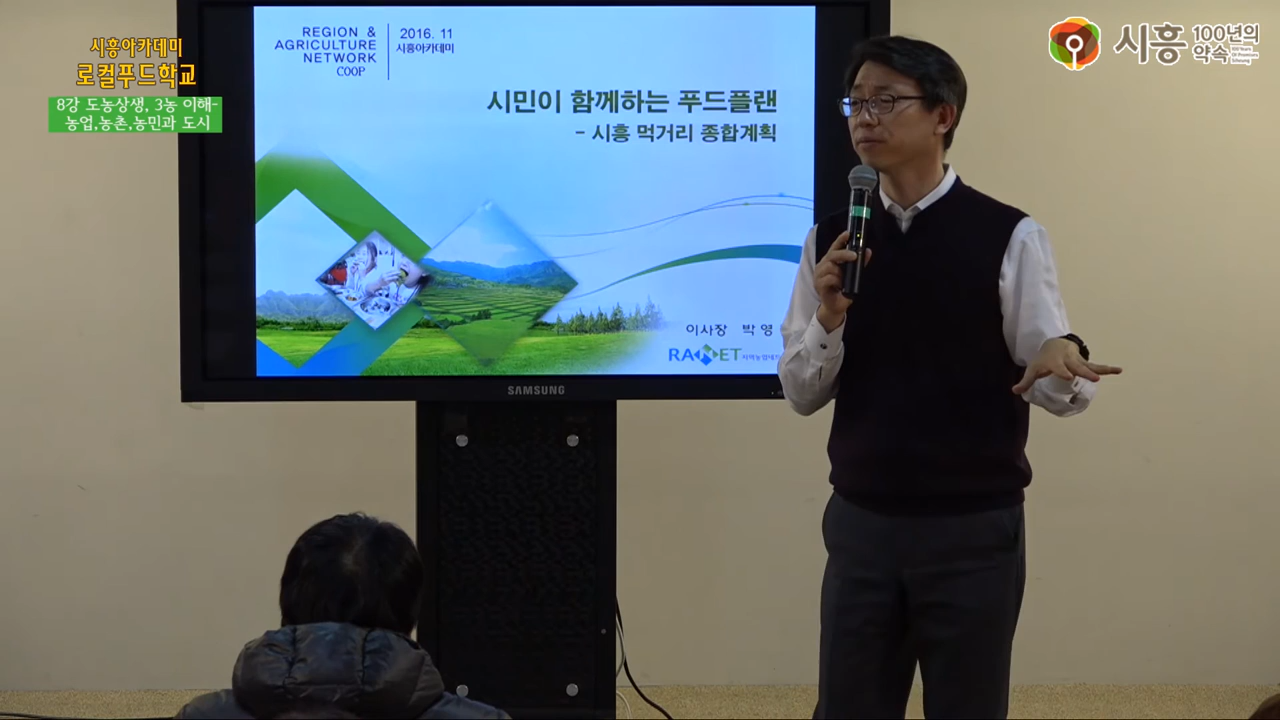 시흥아카데미
로컬푸드학교
8강 도농상생, 3농 이해-
농업,농촌,농민과 도시
REGION &
AGRICULTURE
NETWORK
COOP
2016. 11
시흥아카데미
시민이 함께하는 푸드플랜
- 시흥 먹거리 종합계획
이사장 박 영
RANET
SAMSUNG
시흥
100년의
약속